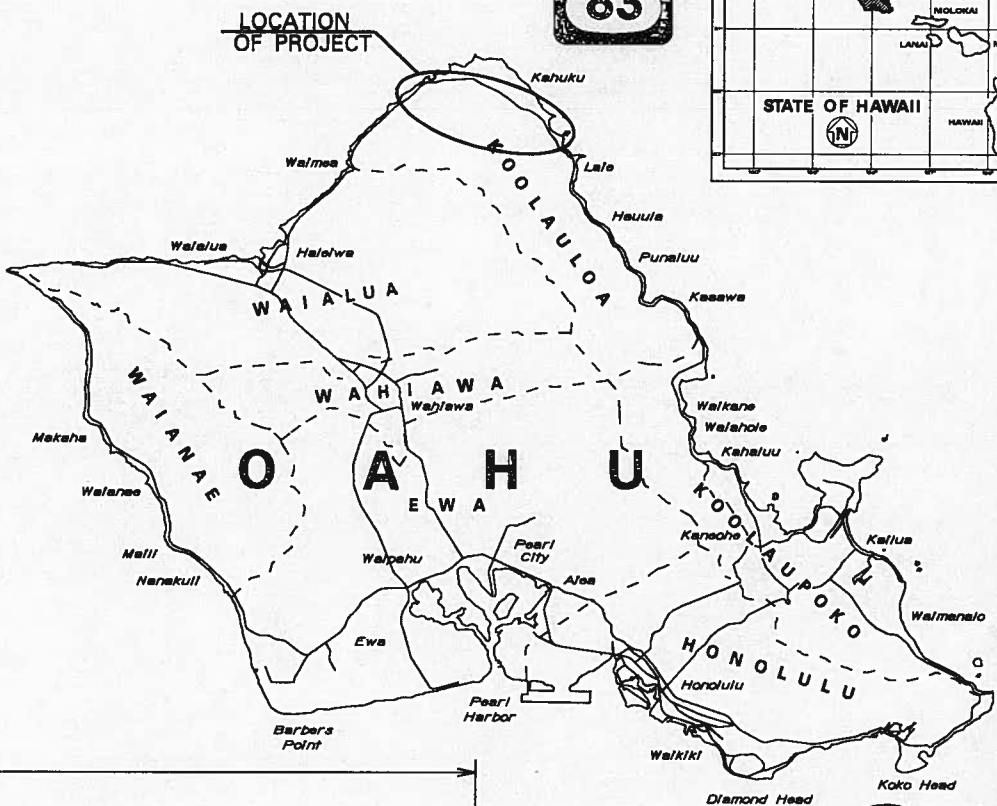 LOCATION
OF PROJECT
83
MOLOKAI
LANAI
STATE OF HAWAII
N
HAWAII
Kahuku
Waimea
Laie
KOOLAULOA
Hauula
Punaluu
Waialua
Haleiwa
Kaaawa
WAIALUA
WAHIAWA
Wahiawa
WAIANAE
Waikane
Waiahole
Makaha
Kahaluu
OAHU
Waianae
EWA
KOOLAUPOKO
Kaneohe
Kailua
Maili
Waipahu
Pearl
City
Nanakuli
Aiea
Waimanalo
Ewa
HONOLULU
Honolulu
Pearl
Harbor
Barbers
Point
Waikiki
Koko Head
Diamond Head